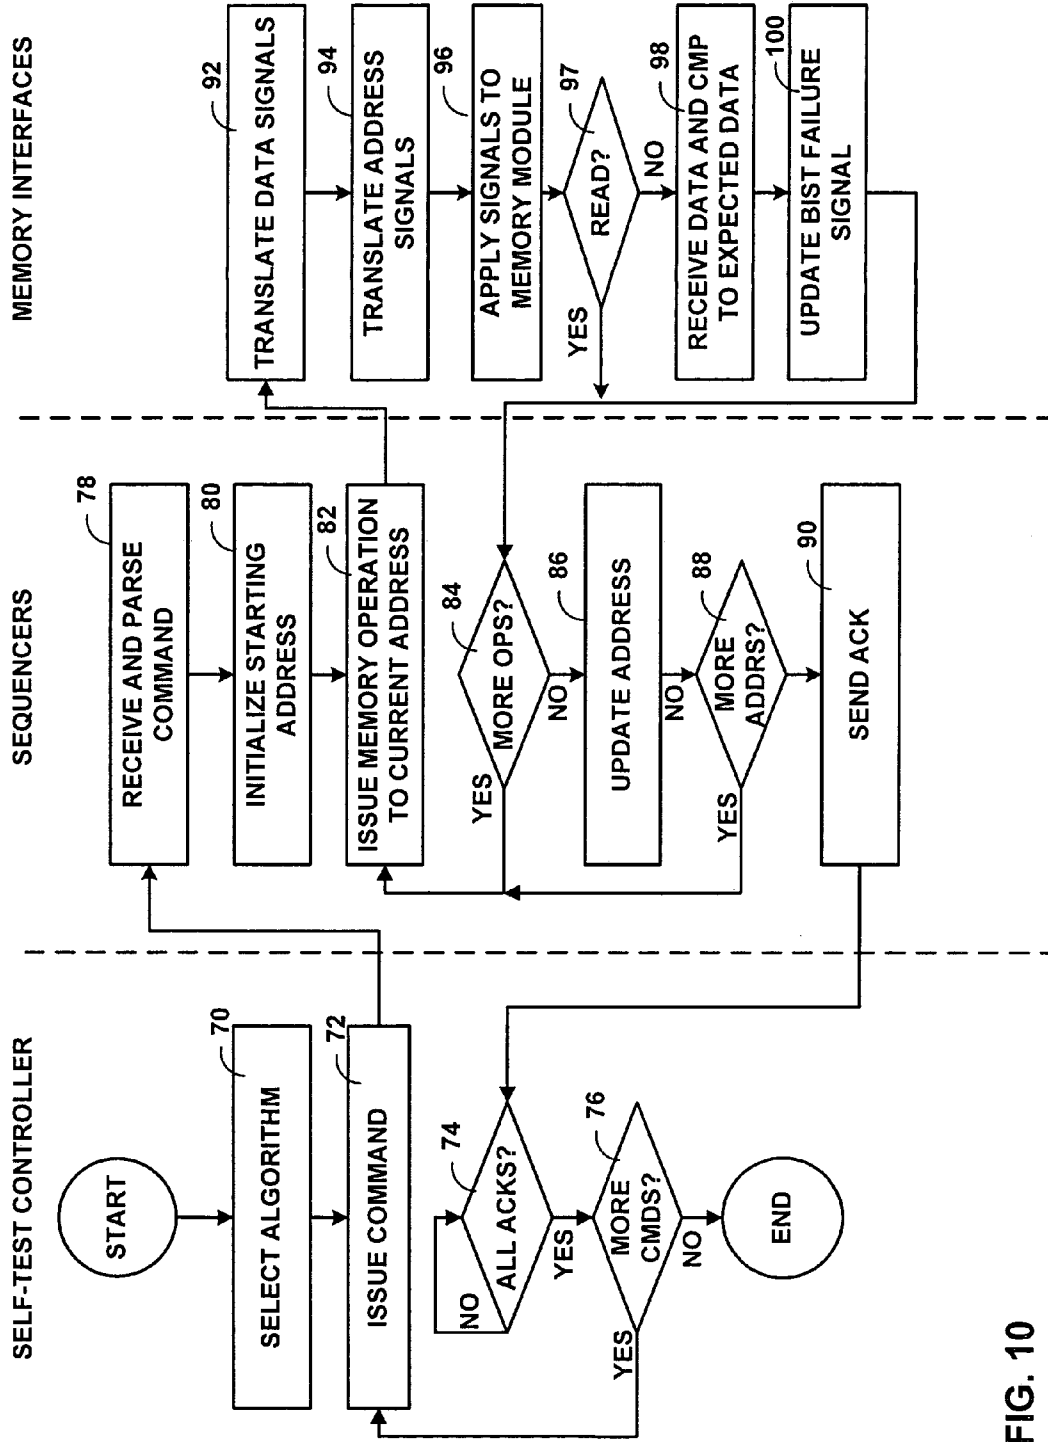 SELF-TEST CONTROLLER
START
70
SELECT ALGORITHM
72
ISSUE COMMAND
74
ALL ACKS?
NO
YES
76
MORE
CMDS?
YES
NO
END
SEQUENCERS
78
RECEIVE AND PARSE
COMMAND
80
INITIALIZE STARTING
ADDRESS
82
ISSUE MEMORY OPERATION
TO CURRENT ADDRESS
84
MORE OPS?
YES
NO
86
UPDATE ADDRESS
NO
88
MORE
ADDRS?
YES
90
SEND ACK
MEMORY INTERFACES
92
TRANSLATE DATA SIGNALS
94
TRANSLATE ADDRESS
SIGNALS
96
APPLY SIGNALS TO
MEMORY MODULE
97
READ?
YES
NO
98
RECEIVE DATA AND CMP
TO EXPECTED DATA
100
UPDATE BIST FAILURE
SIGNAL
FIG. 10